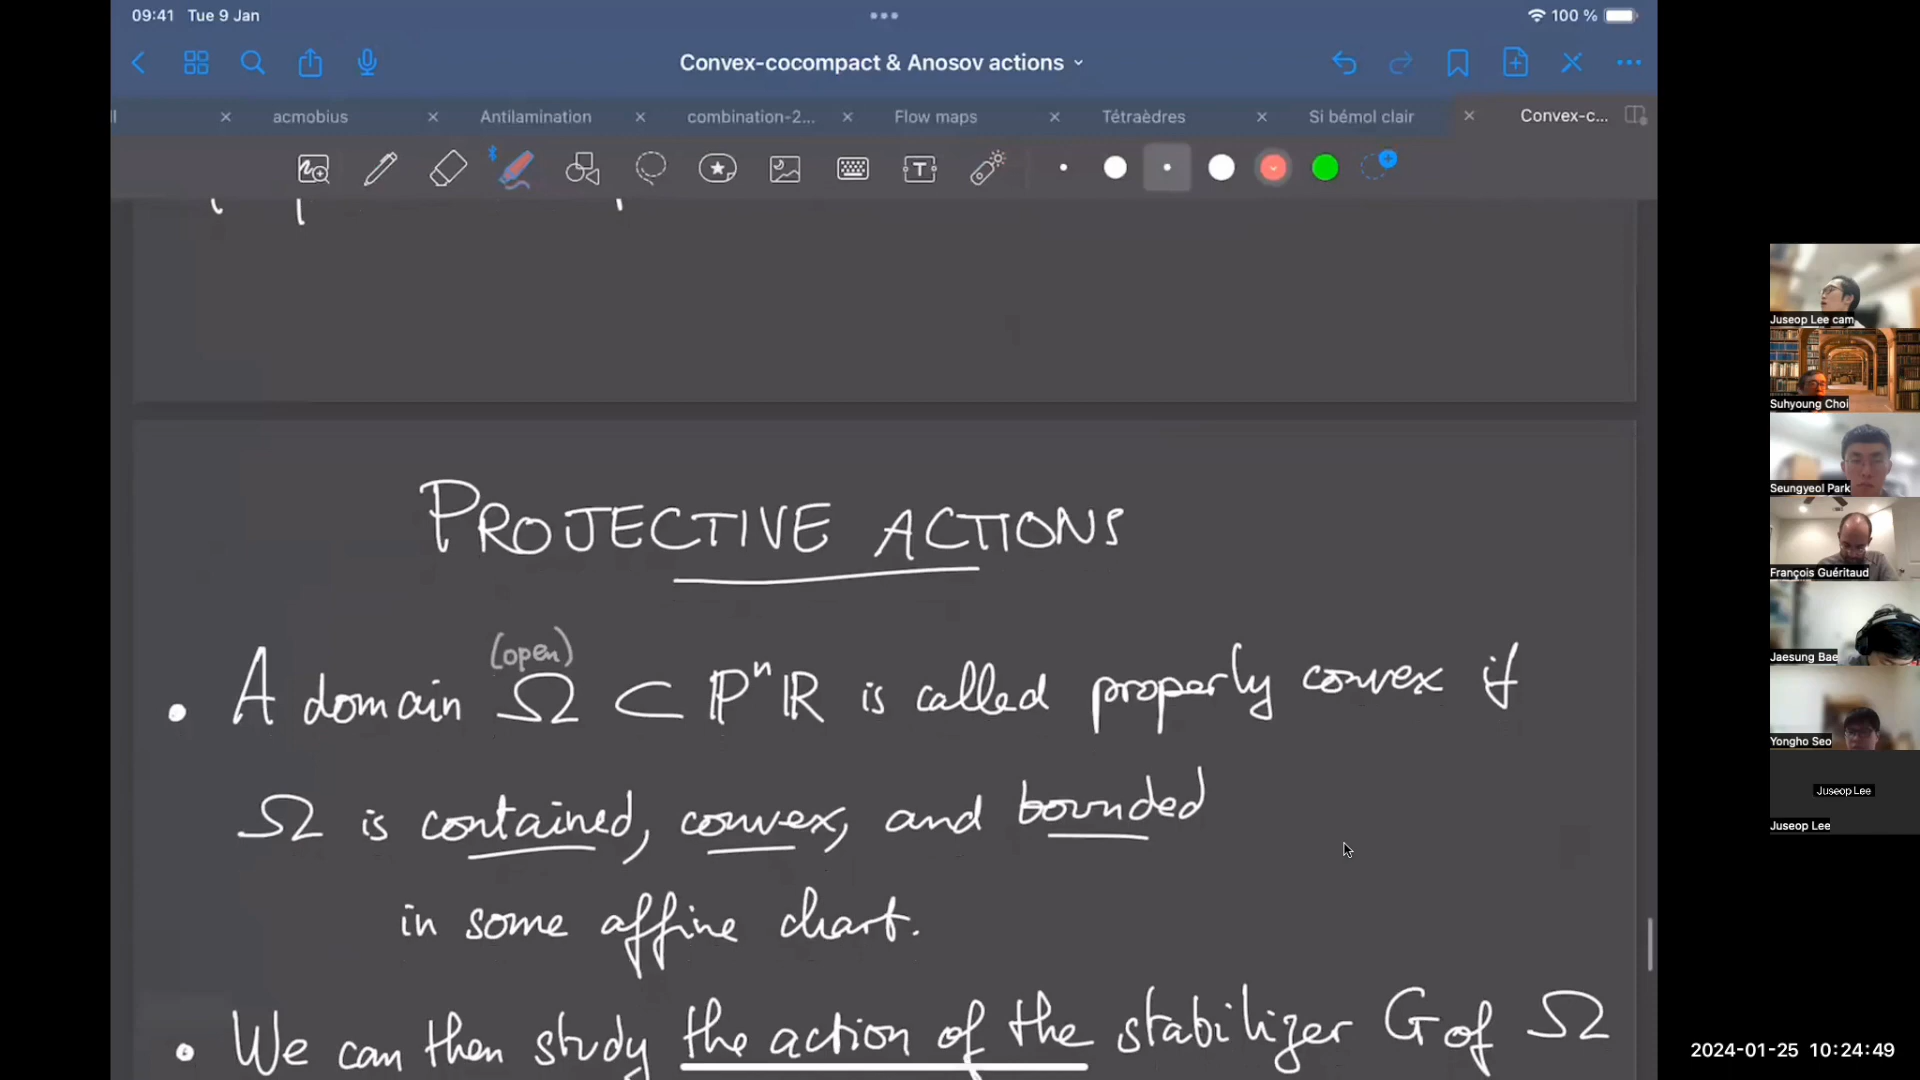 09:41 Tue 9 Jan
100 %
Convex-cocompact & Anosov actions
acmobius
Antilamination
combination-2...
Flow maps
Tétraèdres
Si bémol clair
Convex-c...
PROJECTIVE ACTIONS
(open)
• A domain Ω ⊂ ℙⁿℝ is called properly convex if
Ω is contained, convex, and bounded
in some affine chart.
• We can then study the action of the stabilizer G of Ω
Juseop Lee cam
Suhyoung Choi
Seungyeol Park
François Guéritaud
Jaesung Bae
Yongho Seo
Juseop Lee
Juseop Lee
2024-01-25 10:24:49